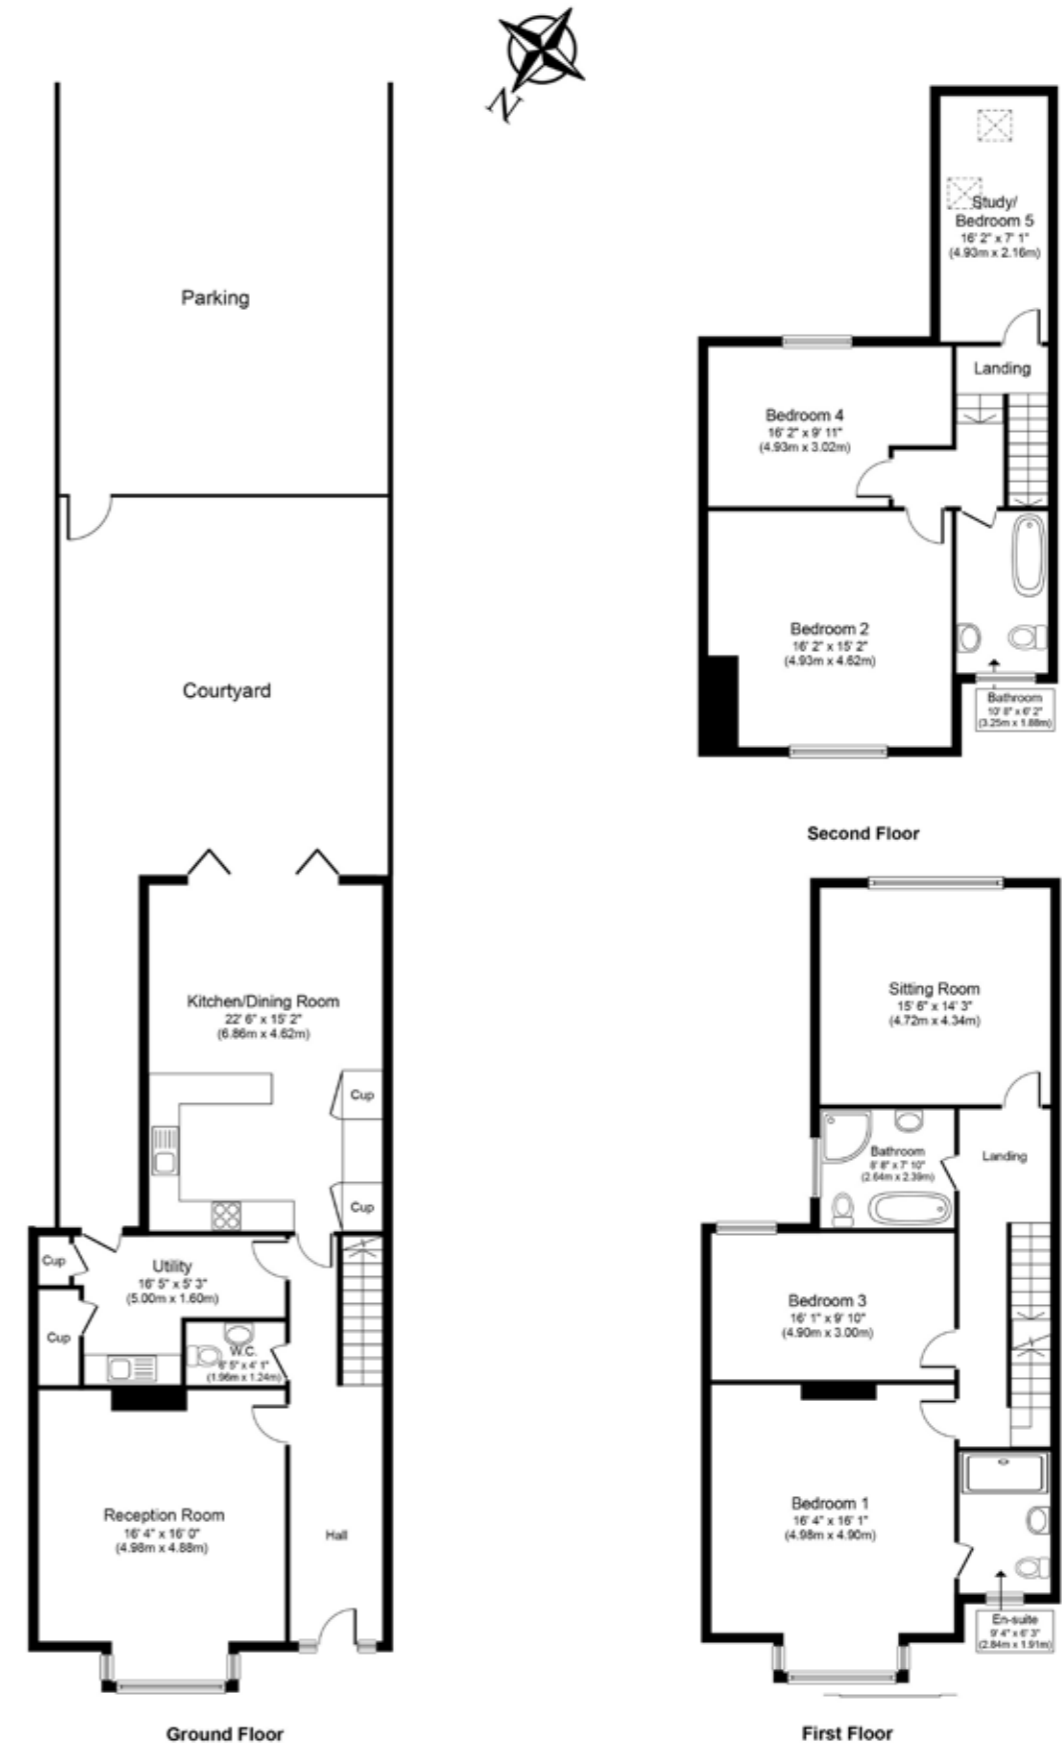 N
Parking
Courtyard
Kitchen/Dining Room
22' 6" x 15' 2"
(6.86m x 4.62m)
Cup
Cup
Cup
Utility
16' 5" x 5' 3"
(5.00m x 1.60m)
Cup
W.C.
6' 5" x 4' 1"
(1.96m x 1.24m)
Reception Room
16' 4" x 16' 0"
(4.98m x 4.88m)
Hall
Ground Floor
Study/
Bedroom 5
16' 2" x 7' 1"
(4.93m x 2.16m)
Landing
Bedroom 4
16' 2" x 9' 11"
(4.93m x 3.02m)
Bedroom 2
16' 2" x 15' 2"
(4.93m x 4.62m)
Bathroom
10' 8" x 6' 2"
(3.25m x 1.88m)
Second Floor
Sitting Room
15' 6" x 14' 3"
(4.72m x 4.34m)
Bathroom
8' 8" x 7' 10"
(2.64m x 2.39m)
Landing
Bedroom 3
16' 1" x 9' 10"
(4.90m x 3.00m)
Bedroom 1
16' 4" x 16' 1"
(4.98m x 4.90m)
En-suite
9' 4" x 6' 3"
(2.84m x 1.91m)
First Floor